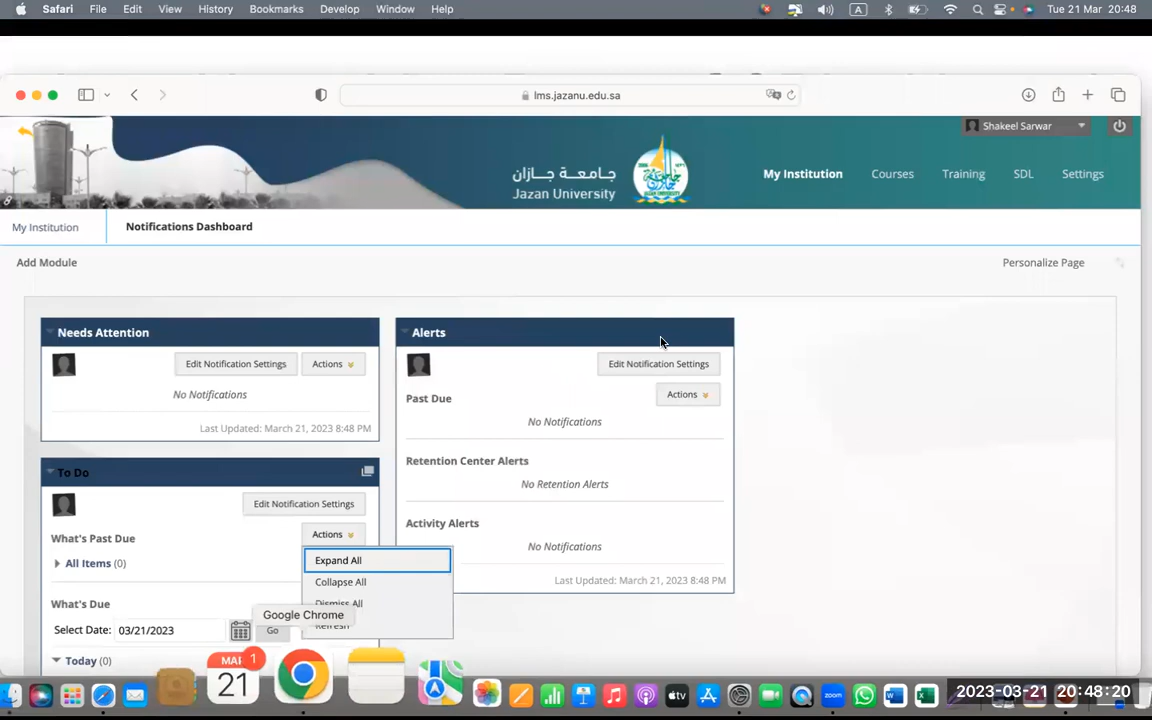 Safari File Edit View History Bookmarks Develop Window Help A Tue 21 Mar 20:48
lms.jazanu.edu.sa
Shakeel Sarwar
جامعة جازان
Jazan University
My Institution Courses Training SDL Settings
My Institution Notifications Dashboard
Add Module Personalize Page
Needs Attention
Edit Notification Settings Actions
No Notifications
Last Updated: March 21, 2023 8:48 PM
To Do
Edit Notification Settings
What's Past Due Actions
All Items (0)
Expand All
Collapse All
Dismiss All
Refresh
What's Due
Google Chrome
Select Date: 03/21/2023 Go
Today (0)
Alerts
Edit Notification Settings
Actions
Past Due
No Notifications
Retention Center Alerts
No Retention Alerts
Activity Alerts
No Notifications
Last Updated: March 21, 2023 8:48 PM
MAR 1
21
tv
zoom
W
X
2023-03-21 20:48:20